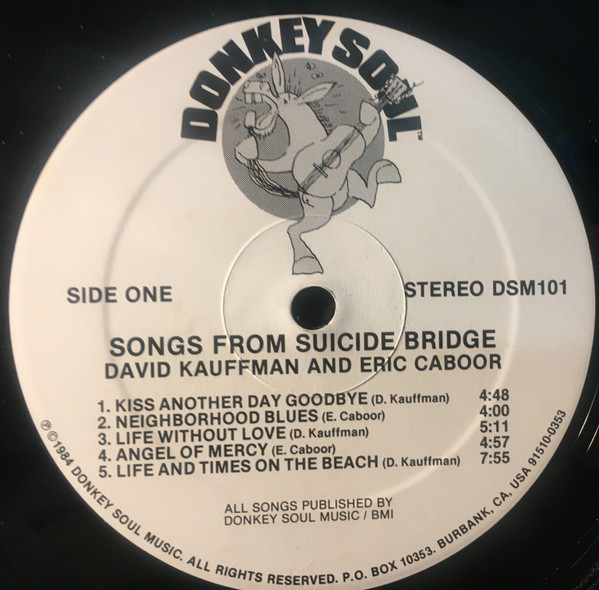 DONKEY SOUL™
SIDE ONE
STEREO DSM101
SONGS FROM SUICIDE BRIDGE
DAVID KAUFFMAN AND ERIC CABOOR
1. KISS ANOTHER DAY GOODBYE (D. Kauffman) 4:48
2. NEIGHBORHOOD BLUES (E. Caboor) 4:00
3. LIFE WITHOUT LOVE (D. Kauffman) 5:11
4. ANGEL OF MERCY (E. Caboor) 4:57
5. LIFE AND TIMES ON THE BEACH (D. Kauffman) 7:55
ALL SONGS PUBLISHED BY
DONKEY SOUL MUSIC / BMI
℗©1984 DONKEY SOUL MUSIC. ALL RIGHTS RESERVED. P.O. BOX 10353. BURBANK, CA, USA 91510-0353